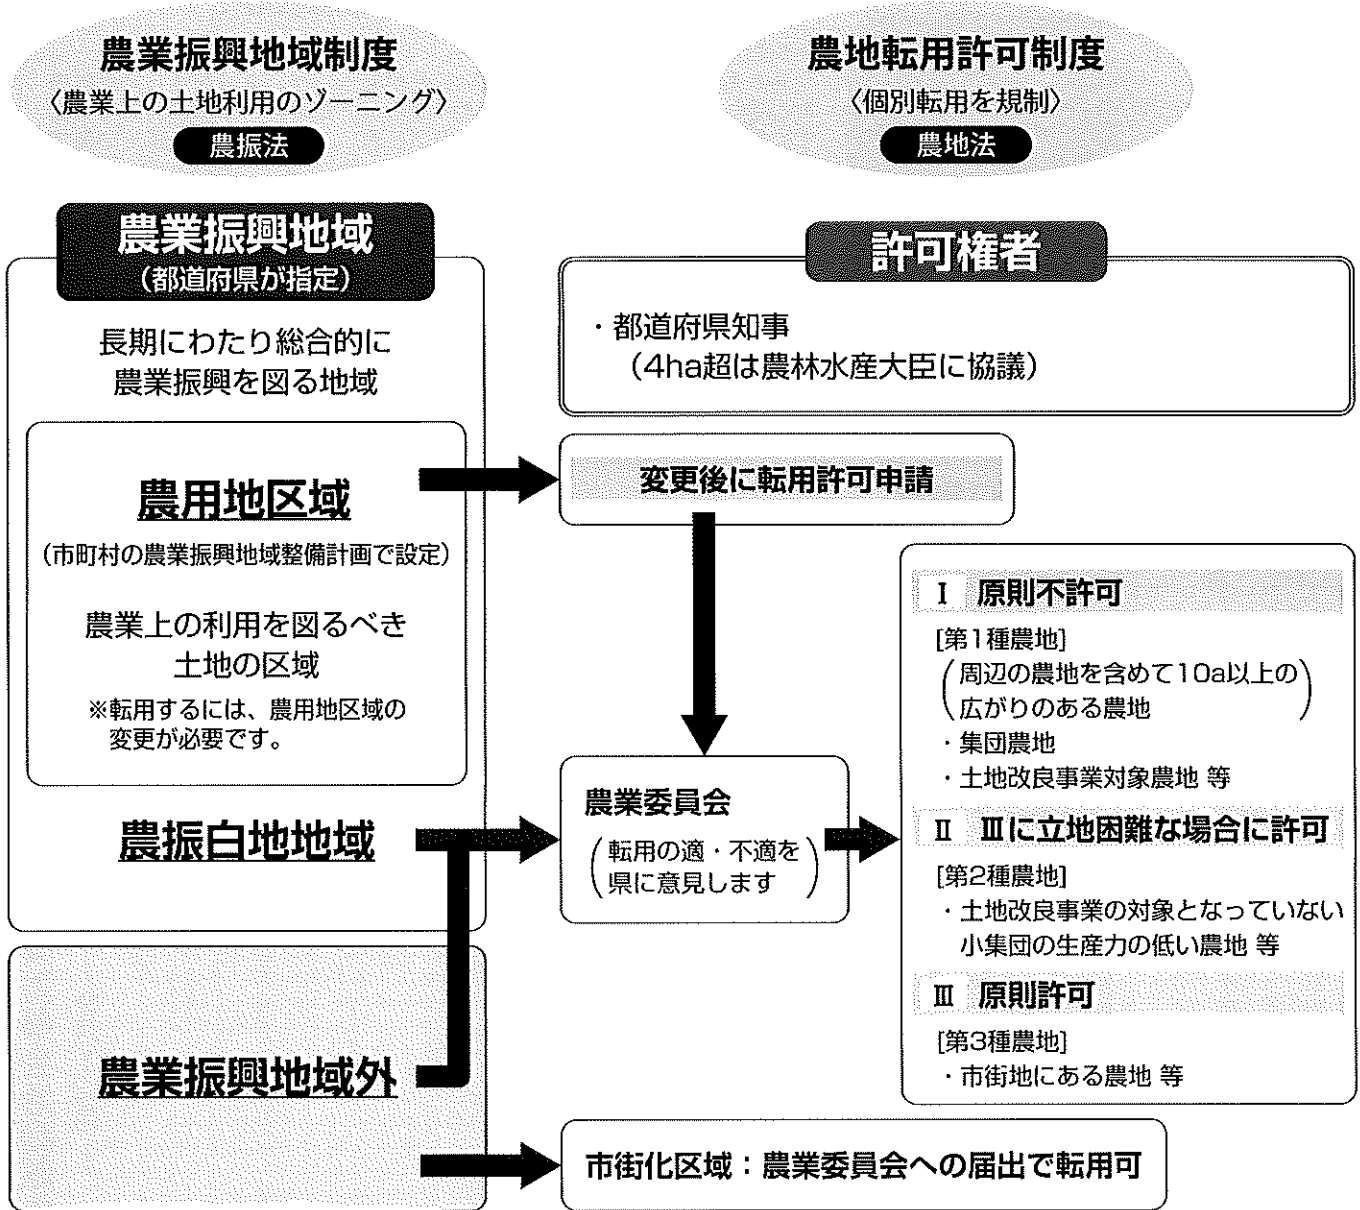 農業振興地域制度
〈農業上の土地利用のゾーニング〉
農振法
農地転用許可制度
〈個別転用を規制〉
農地法
農業振興地域
（都道府県が指定）
長期にわたり総合的に
農業振興を図る地域
農用地区域
（市町村の農業振興地域整備計画で設定）
農業上の利用を図るべき
土地の区域
※転用するには、農用地区域の
変更が必要です。
農振白地地域
農業振興地域外
許可権者
・都道府県知事
（4ha超は農林水産大臣に協議）
変更後に転用許可申請
農業委員会
（転用の適・不適を
県に意見します）
Ⅰ 原則不許可
[第1種農地]
（周辺の農地を含めて10a以上の
広がりのある農地）
・集団農地
・土地改良事業対象農地 等
Ⅱ Ⅲに立地困難な場合に許可
[第2種農地]
・土地改良事業の対象となっていない
小集団の生産力の低い農地 等
Ⅲ 原則許可
[第3種農地]
・市街地にある農地 等
市街化区域：農業委員会への届出で転用可